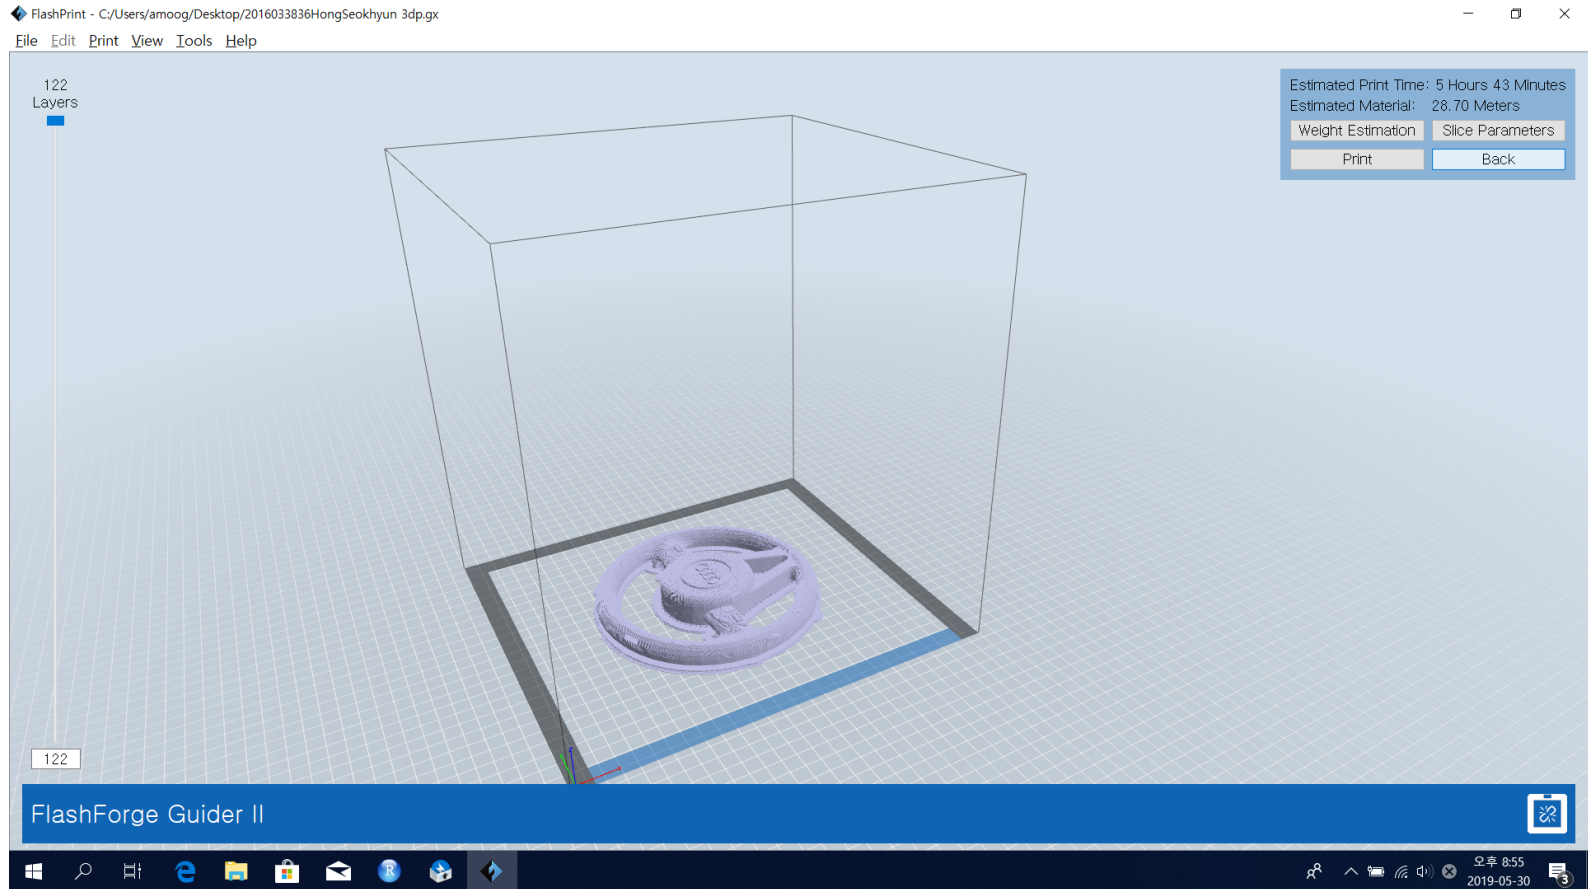 FlashPrint - C:/Users/amoog/Desktop/2016033836HongSeokhyun 3dp.gx
File Edit Print View Tools Help
122
Layers
Estimated Print Time: 5 Hours 43 Minutes
Estimated Material: 28.70 Meters
Weight Estimation Slice Parameters
Print Back
122
FlashForge Guider II
R
오후 8:55
2019-05-30
3